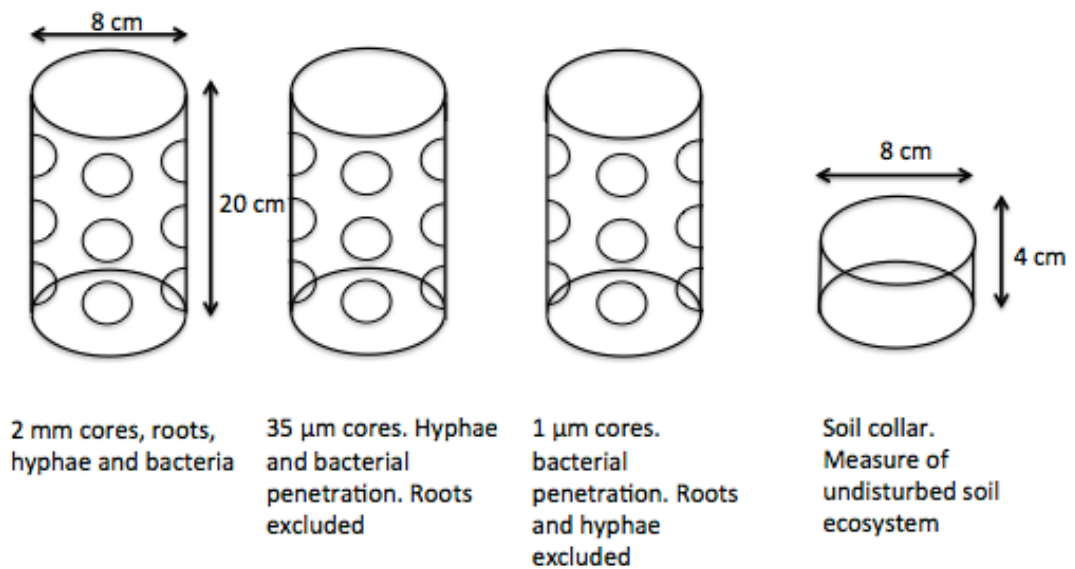 8 cm
20 cm
8 cm
4 cm
2 mm cores, roots,
hyphae and bacteria
35 µm cores. Hyphae
and bacterial
penetration. Roots
excluded
1 µm cores.
bacterial
penetration. Roots
and hyphae
excluded
Soil collar.
Measure of
undisturbed soil
ecosystem